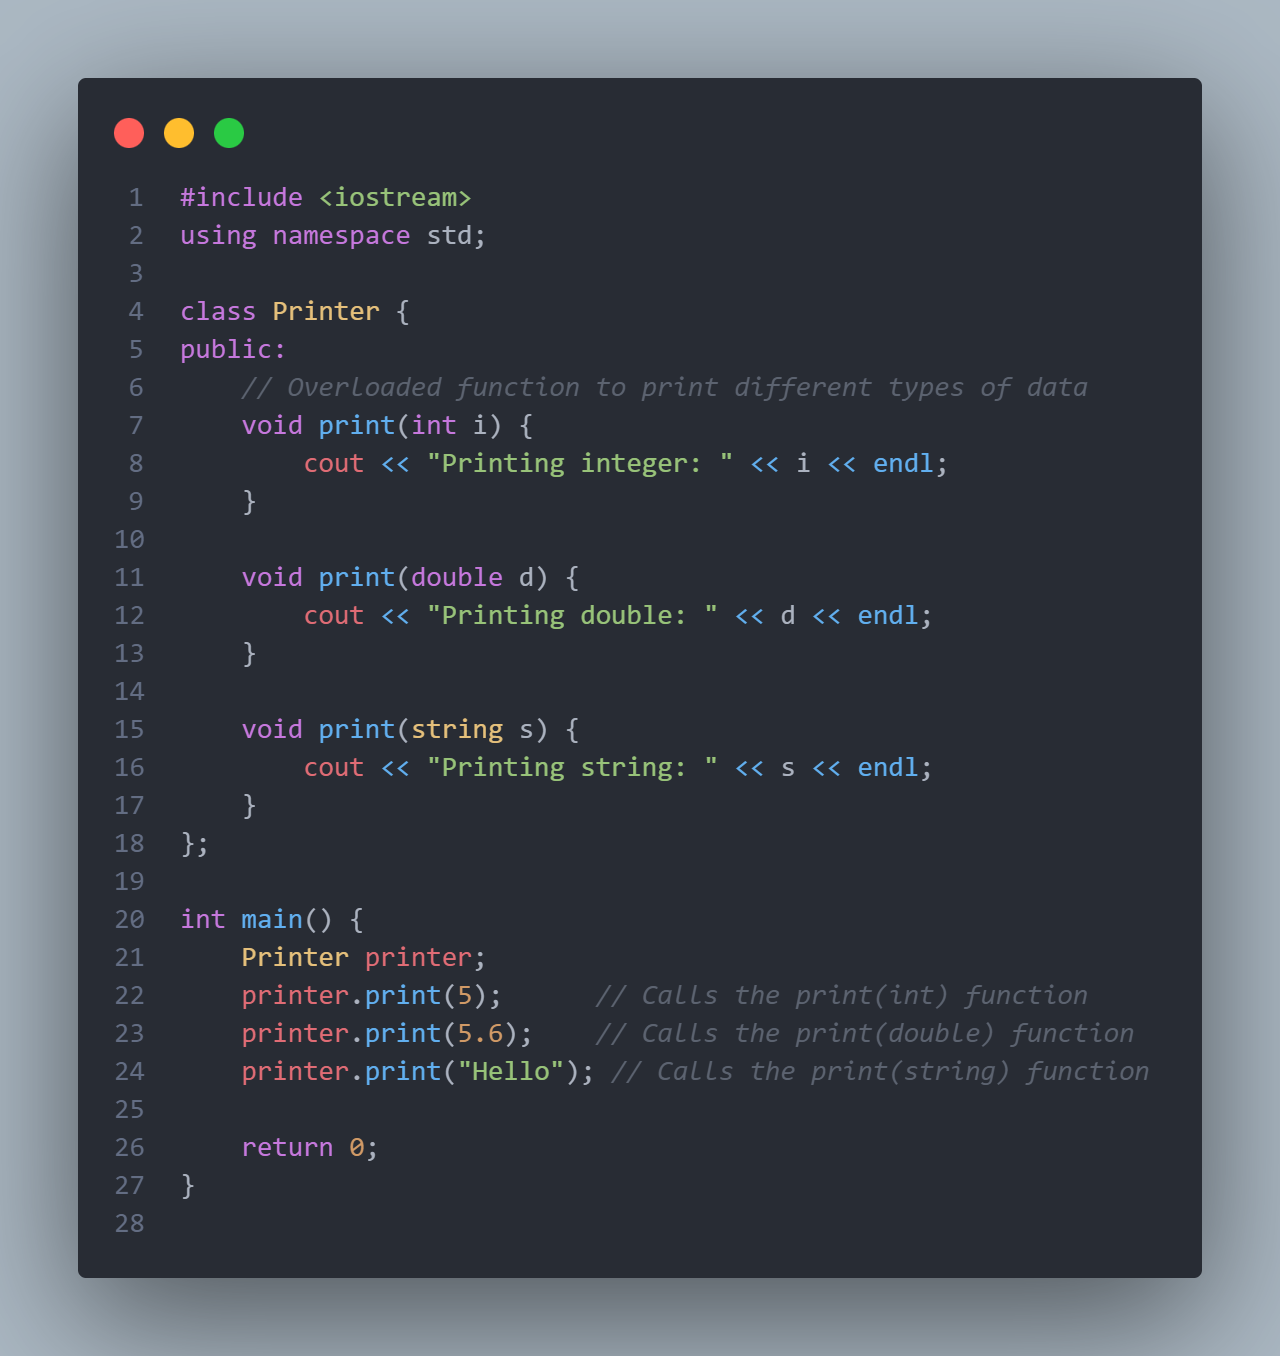 1 #include <iostream>
2 using namespace std;
3
4 class Printer {
5 public:
6     // Overloaded function to print different types of data
7     void print(int i) {
8         cout << "Printing integer: " << i << endl;
9     }
10
11     void print(double d) {
12         cout << "Printing double: " << d << endl;
13     }
14
15     void print(string s) {
16         cout << "Printing string: " << s << endl;
17     }
18 };
19
20 int main() {
21     Printer printer;
22     printer.print(5);      // Calls the print(int) function
23     printer.print(5.6);    // Calls the print(double) function
24     printer.print("Hello"); // Calls the print(string) function
25
26     return 0;
27 }
28